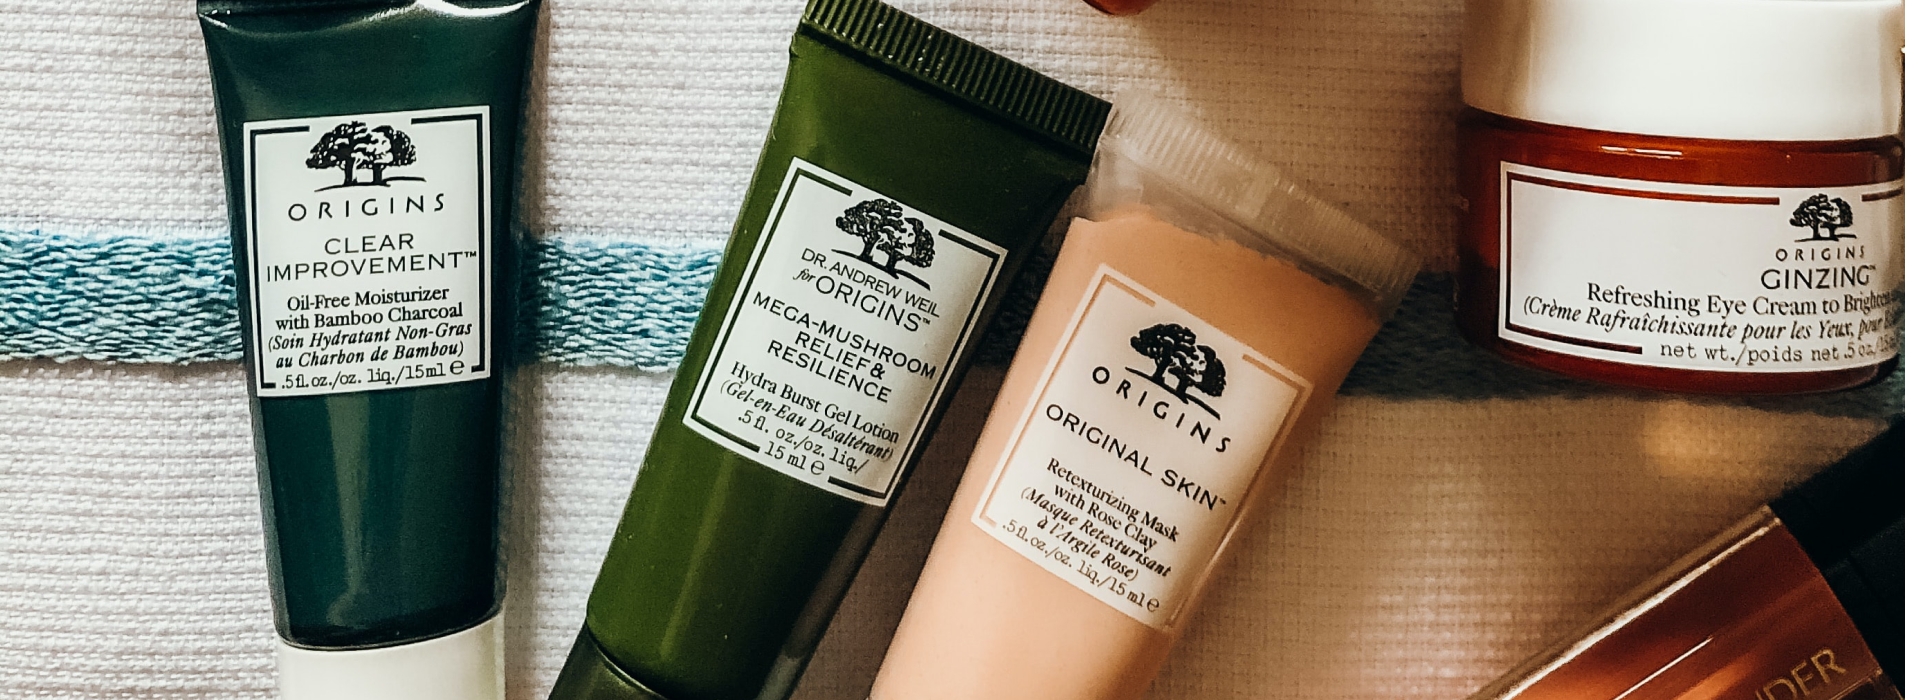 ORIGINS
CLEAR
IMPROVEMENT™
Oil-Free Moisturizer
with Bamboo Charcoal
(Soin Hydratant Non-Gras
au Charbon de Bambou)
.5fl.oz./oz. liq./15ml e
DR. ANDREW WEIL
for ORIGINS™
MEGA-MUSHROOM
RELIEF &
RESILIENCE
Hydra Burst Gel Lotion
(Gel-en-Eau Désaltérant)
.5 fl. oz./oz. liq./
15 ml e
ORIGINS
ORIGINAL SKIN™
Retexturizing Mask
with Rose Clay
(Masque Retexturisant
à l'Argile Rose)
.5 fl.oz./oz. liq./15 ml e
ORIGINS
GINZING™
Refreshing Eye Cream to
(Crème Rafraîchissante pour les Yeux,
net wt./poids net .5 oz./